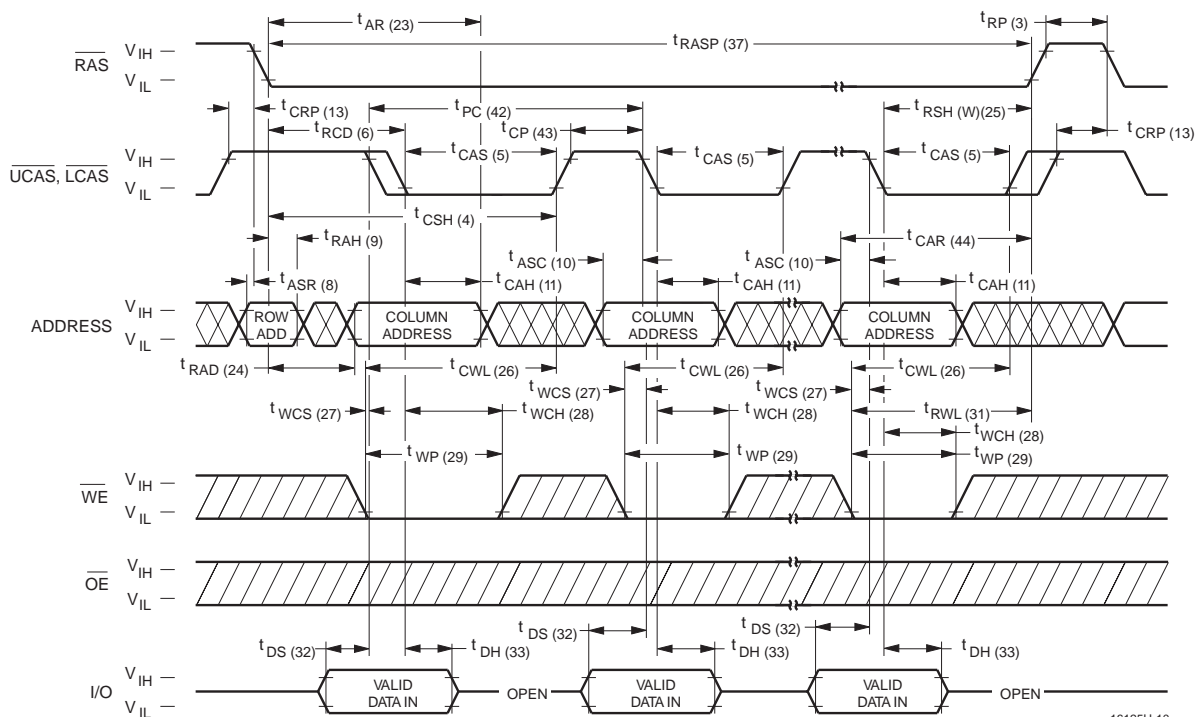 t AR (23)
t RP (3)
t RASP (37)
RAS
V IH
V IL
t CRP (13)
t PC (42)
t RSH (W)(25)
t RCD (6)
t CP (43)
t CRP (13)
UCAS, LCAS
V IH
V IL
t CAS (5)
t CAS (5)
t CAS (5)
t CSH (4)
t RAH (9)
t CAR (44)
t ASC (10)
t ASC (10)
t ASR (8)
t CAH (11)
t CAH (11)
t CAH (11)
ADDRESS
V IH
V IL
ROW ADD
COLUMN ADDRESS
COLUMN ADDRESS
COLUMN ADDRESS
t RAD (24)
t CWL (26)
t CWL (26)
t CWL (26)
t WCS (27)
t WCS (27)
t WCS (27)
t WCH (28)
t WCH (28)
t RWL (31)
t WCH (28)
t WP (29)
t WP (29)
t WP (29)
WE
V IH
V IL
OE
V IH
V IL
t DS (32)
t DS (32)
t DS (32)
t DH (33)
t DH (33)
t DH (33)
I/O
V IH
V IL
VALID DATA IN
OPEN
VALID DATA IN
VALID DATA IN
OPEN